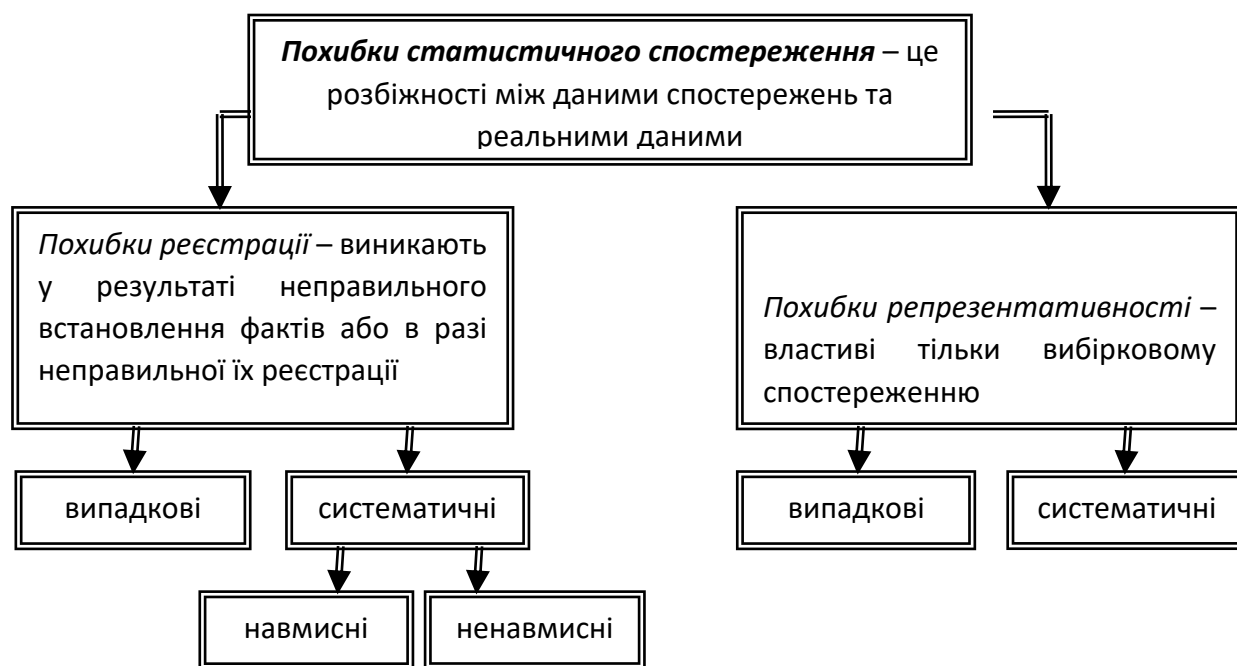 Похибки статистичного спостереження – це
розбіжності між даними спостережень та
реальними даними
Похибки реєстрації – виникають
у результаті неправильного
встановлення фактів або в разі
неправильної їх реєстрації
Похибки репрезентативності –
властиві тільки вибірковому
спостереженню
випадкові
систематичні
випадкові
систематичні
навмисні
ненавмисні